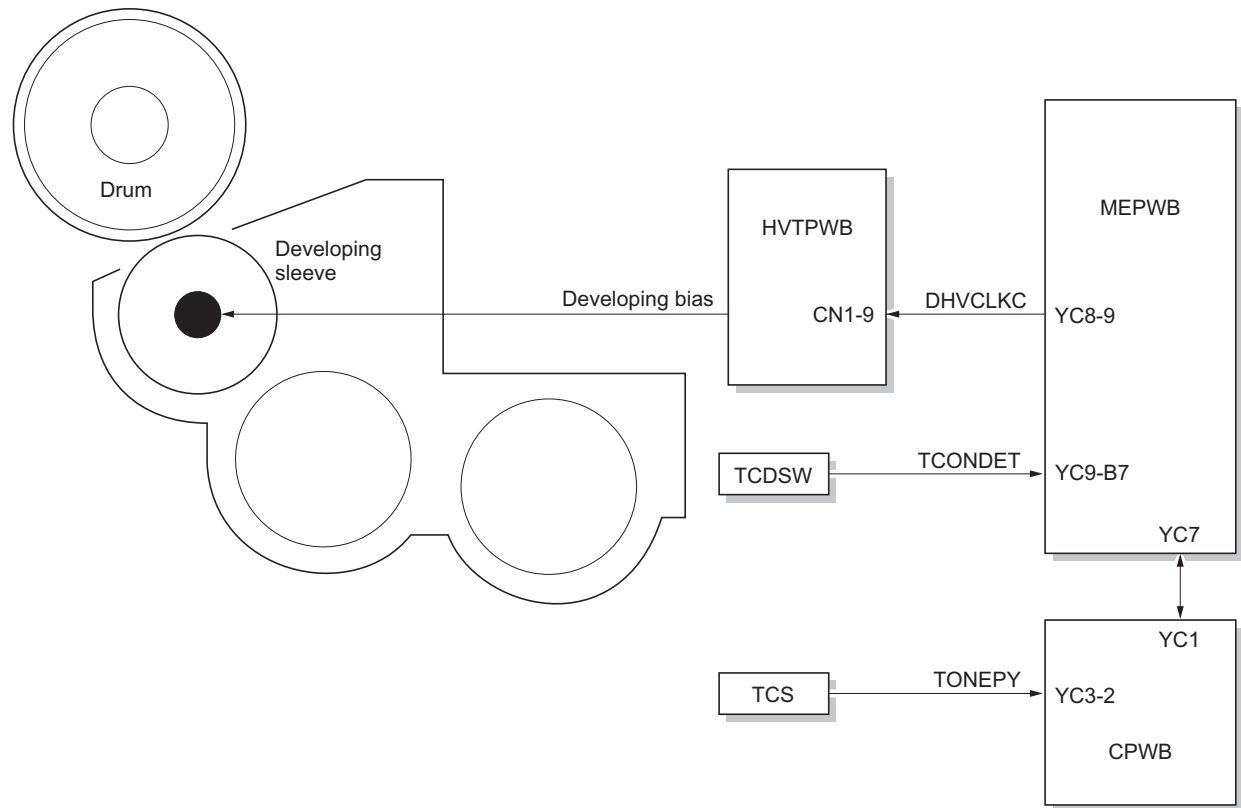 Drum
Developing
sleeve
Developing bias
HVTPWB
CN1-9
DHVCLKC
MEPWB
YC8-9
TCDSW
TCONDET
YC9-B7
YC7
YC1
TCS
TONEPY
YC3-2
CPWB